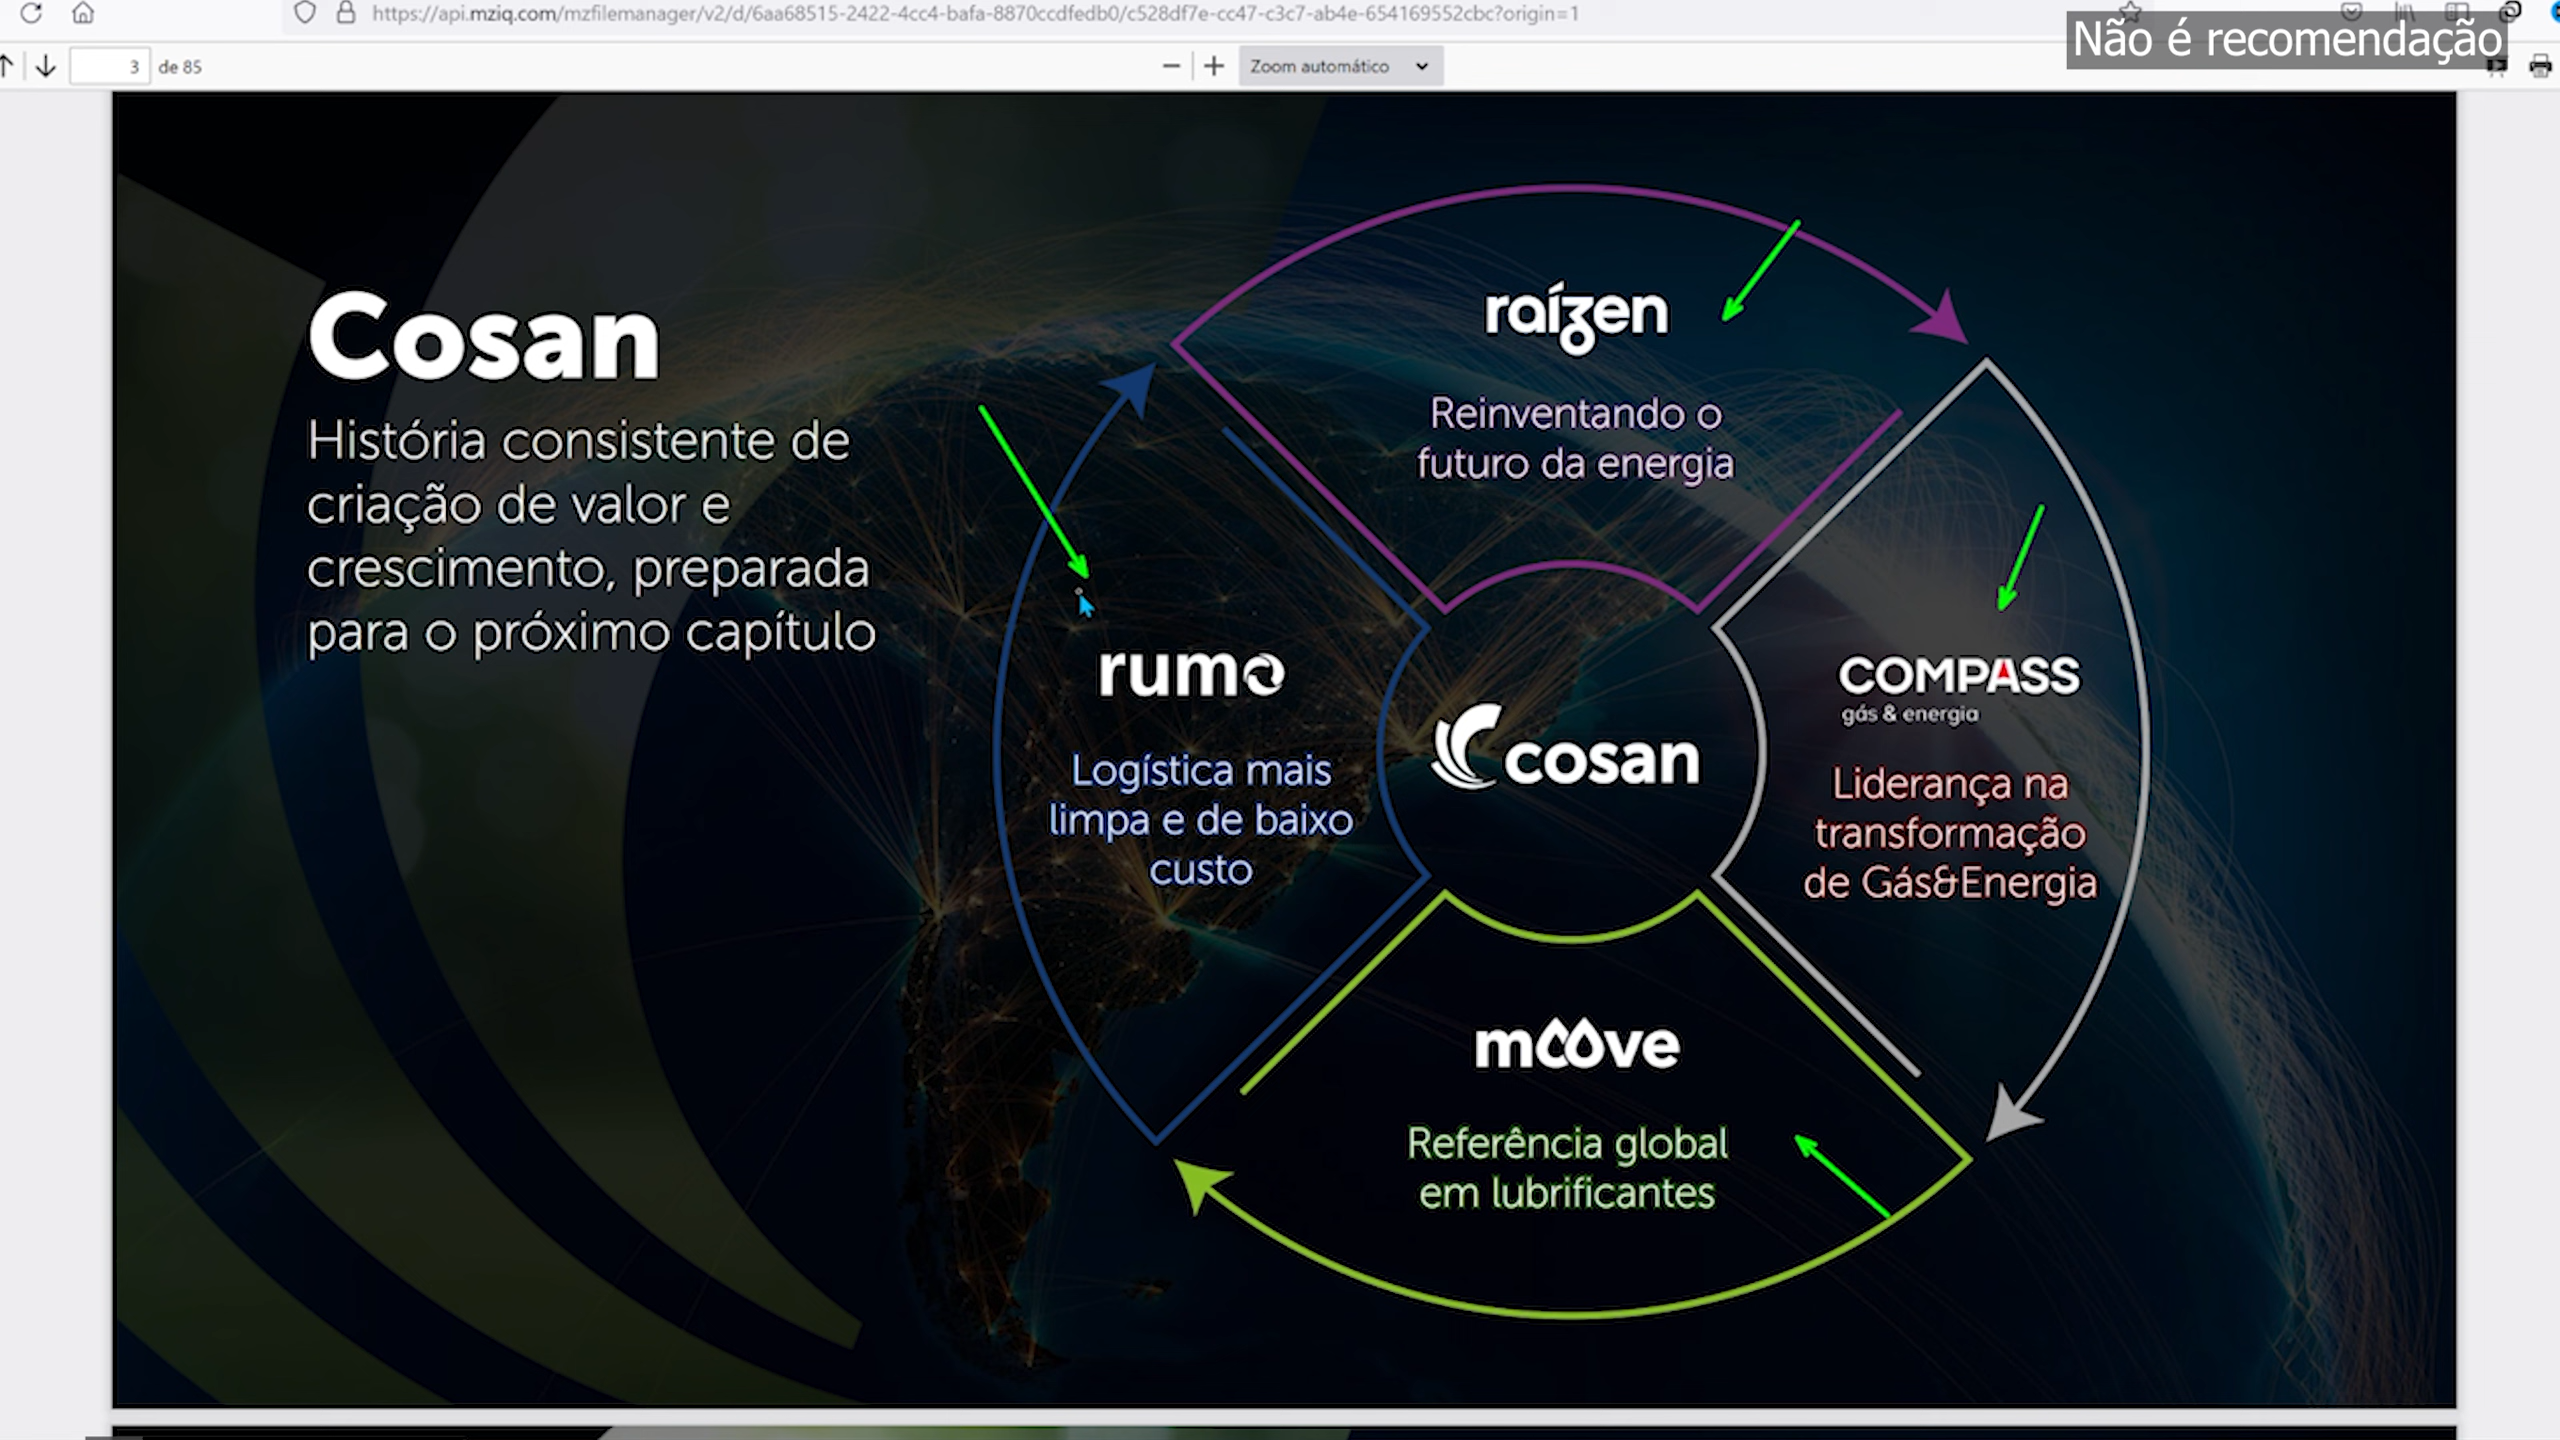 https://api.mziq.com/mzfilemanager/v2/d/6aa68515-2422-4cc4-bafa-8870ccdfedb0/c528df7e-cc47-c3c7-ab4e-654169552cbc?origin=1
Não é recomendação
3 de 85
Zoom automático
Cosan
História consistente de
criação de valor e
crescimento, preparada
para o próximo capítulo
raízen
Reinventando o
futuro da energia
rumo
Logística mais
limpa e de baixo
custo
cosan
COMPASS
gás & energia
Liderança na
transformação
de Gás&Energia
moove
Referência global
em lubrificantes